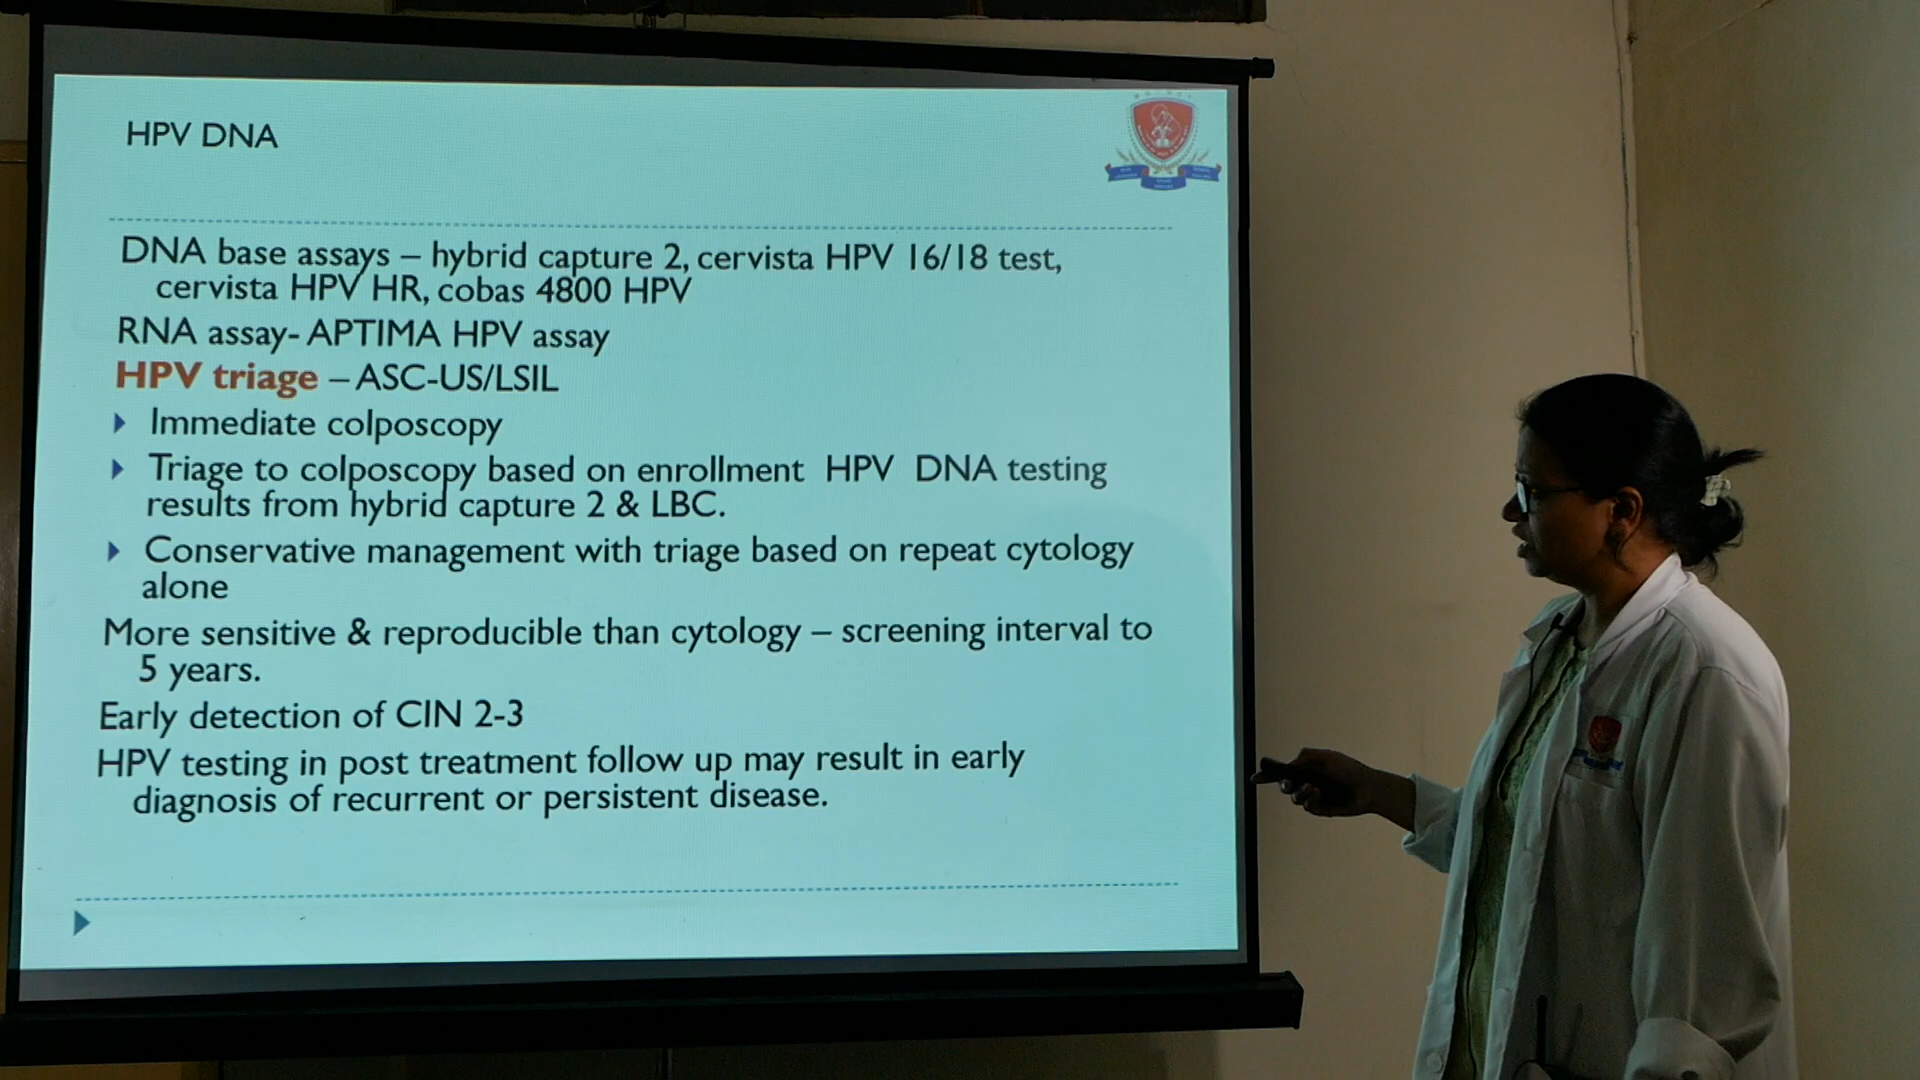 HPV DNA
DNA base assays – hybrid capture 2, cervista HPV 16/18 test,
cervista HPV HR, cobas 4800 HPV
RNA assay- APTIMA HPV assay
HPV triage – ASC-US/LSIL
Immediate colposcopy
Triage to colposcopy based on enrollment HPV DNA testing
results from hybrid capture 2 & LBC.
Conservative management with triage based on repeat cytology
alone
More sensitive & reproducible than cytology – screening interval to
5 years.
Early detection of CIN 2-3
HPV testing in post treatment follow up may result in early
diagnosis of recurrent or persistent disease.